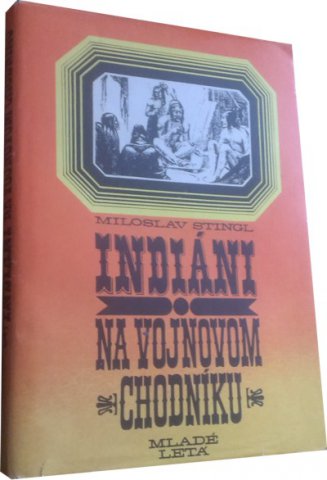 MILOSLAV STINGL
INDIÁNI
NA VOJNOVOM
CHODNÍKU
MLADÉ
LETÁ